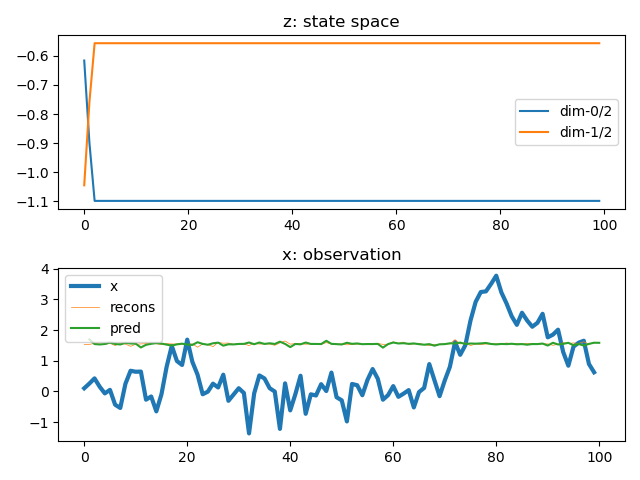 z: state space
−0.6
−0.7
−0.8
−0.9
−1.0
−1.1
dim-0/2
dim-1/2
0 20 40 60 80 100
x: observation
4
3
2
1
0
−1
x
recons
pred
0 20 40 60 80 100